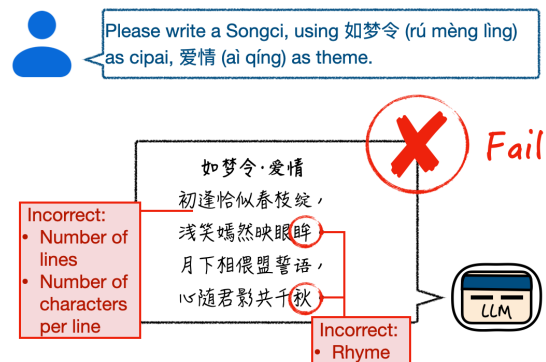 Please write a Songci, using 如梦令 (rú mèng lìng)
as cipai, 爱情 (aì qíng) as theme.
Fail
如梦令·爱情
初逢恰似春枝绽，
浅笑嫣然映眼眸，
月下相偎盟誓语，
心随君影共千秋，
Incorrect:
• Number of
lines
• Number of
characters
per line
Incorrect:
• Rhyme
LLM